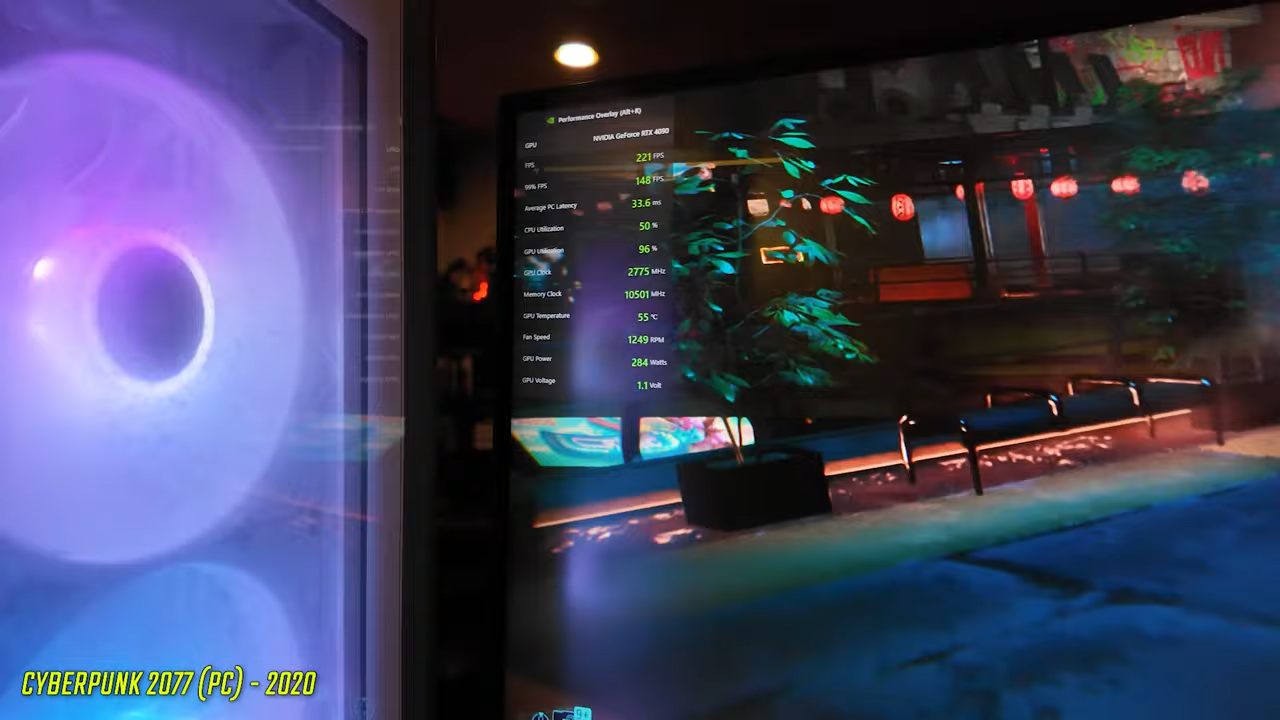 Performance Overlay (Alt+R)
GPU NVIDIA GeForce RTX 4090
FPS 221 FPS
99% FPS 148 FPS
Average PC Latency 33.6 ms
CPU Utilization 50 %
GPU Utilization 96 %
GPU Clock 2775 MHz
Memory Clock 10501 MHz
GPU Temperature 55 °C
Fan Speed 1249 RPM
GPU Power 284 Watts
GPU Voltage 1.1 Volt
CYBERPUNK 2077 (PC) - 2020